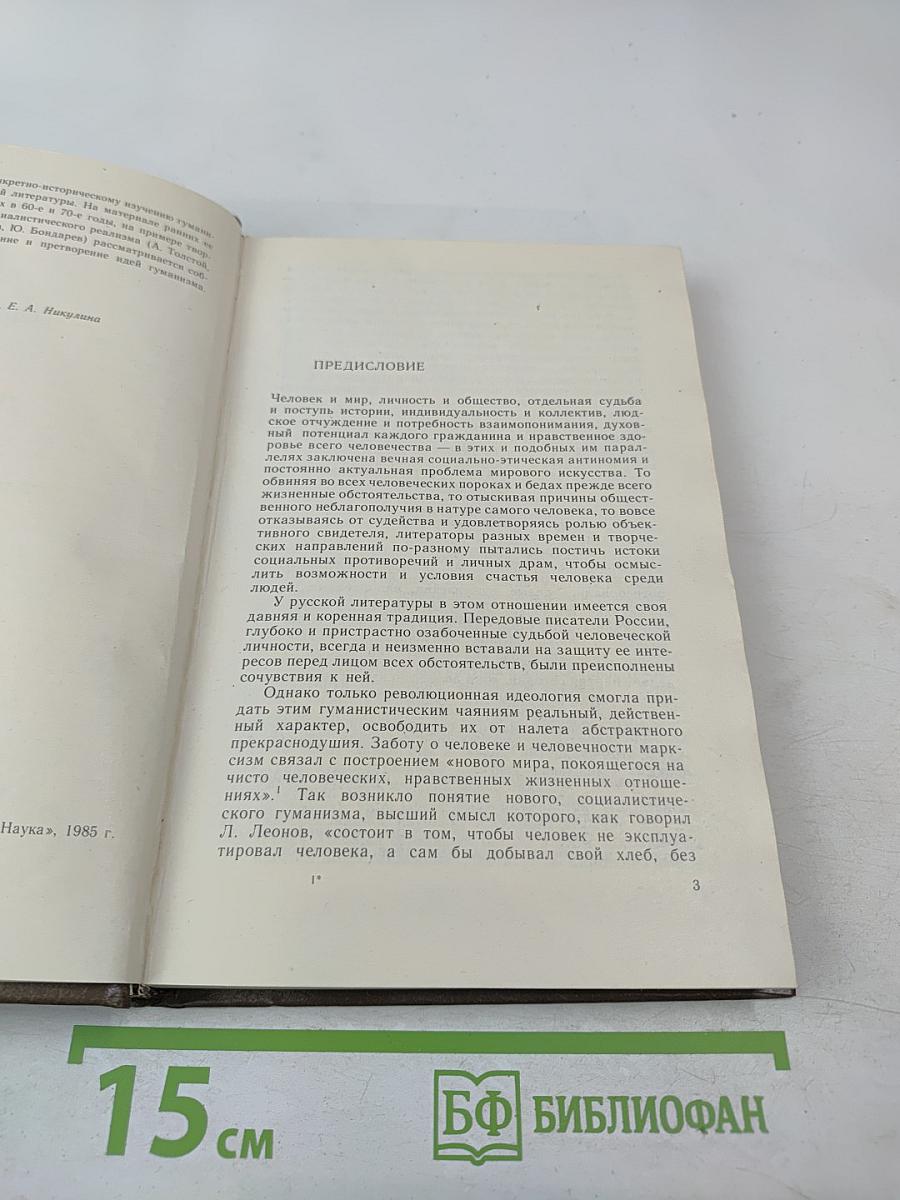 кретно-историческому изучению гумани-
й литературы. На материале ранних ее
х в 60-е и 70-е годы, на примере твор-
циалистического реализма (А. Толстой,
, Ю. Бондарев) рассматривается соб-
ние и претворение идей гуманизма.
Е. А. Никулина
Наука», 1985 г.
ПРЕДИСЛОВИЕ
Человек и мир, личность и общество, отдельная судьба
и поступь истории, индивидуальность и коллектив, люд-
ское отчуждение и потребность взаимопонимания, духов-
ный потенциал каждого гражданина и нравственное здо-
ровье всего человечества — в этих и подобных им парал-
лелях заключена вечная социально-этическая антиномия и
постоянно актуальная проблема мирового искусства. То
обвиняя во всех человеческих пороках и бедах прежде всего
жизненные обстоятельства, то отыскивая причины общест-
венного неблагополучия в натуре самого человека, то вовсе
отказываясь от судейства и удовлетворяясь ролью объек-
тивного свидетеля, литераторы разных времен и творче-
ских направлений по-разному пытались постичь истоки
социальных противоречий и личных драм, чтобы осмыс-
лить возможности и условия счастья человека среди
людей.
У русской литературы в этом отношении имеется своя
давняя и коренная традиция. Передовые писатели России,
глубоко и пристрастно озабоченные судьбой человеческой
личности, всегда и неизменно вставали на защиту ее инте-
ресов перед лицом всех обстоятельств, были преисполнены
сочувствия к ней.
Однако только революционная идеология смогла при-
дать этим гуманистическим чаяниям реальный, действен-
ный характер, освободить их от налета абстрактного
прекраснодушия. Заботу о человеке и человечности марк-
сизм связал с построением «нового мира, покоящегося на
чисто человеческих, нравственных жизненных отноше-
ниях».¹ Так возникло понятие нового, социалистиче-
ского гуманизма, высший смысл которого, как говорил
Л. Леонов, «состоит в том, чтобы человек не эксплуа-
тировал человека, а сам бы добывал свой хлеб, без
1*
3
15 см
БФ БИБЛИОФАН